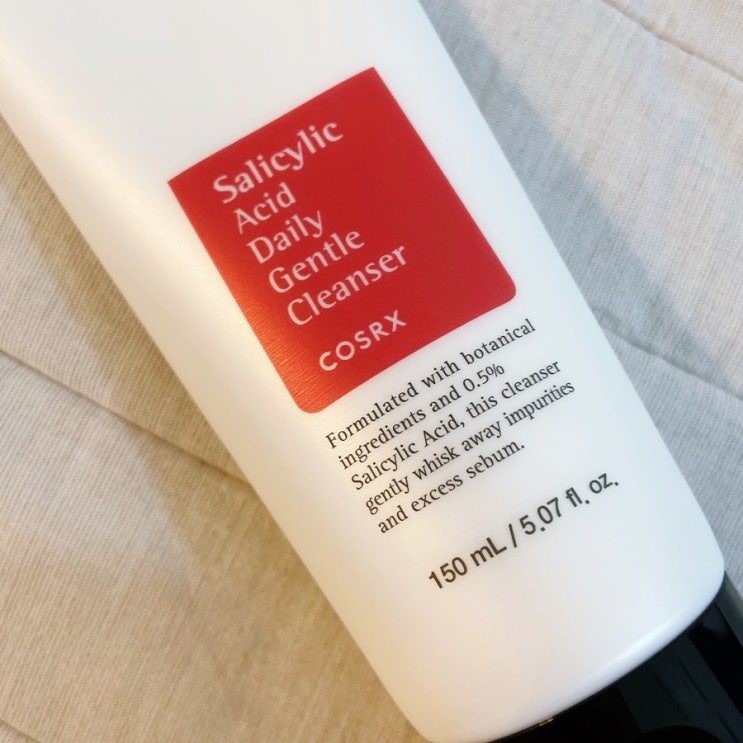 Salicylic
Acid
Daily
Gentle
Cleanser
COSRX
Formulated with botanical
ingredients and 0.5%
Salicylic Acid, this cleanser
gently whisk away impurities
and excess sebum.
150 mL / 5.07 fl. oz.